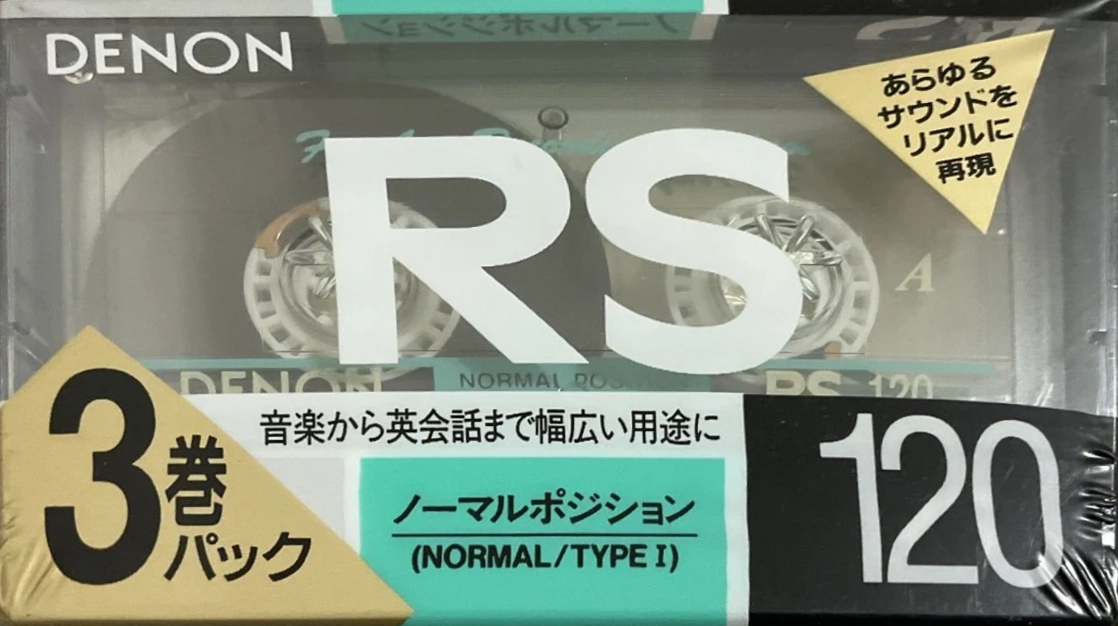 DENON
あらゆる
サウンドを
リアルに
再現
RS
A
DENON
NORMAL POSITION
RS 120
3巻
パック
音楽から英会話まで幅広い用途に
ノーマルポジション
(NORMAL/TYPE I)
120